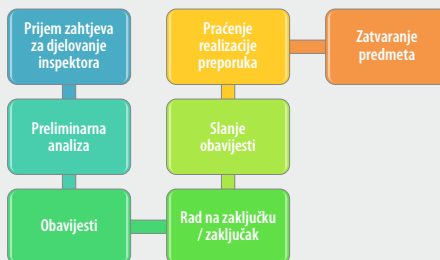 Prijem zahtjeva
za djelovanje
inspektora
Preliminarna
analiza
Obavijesti
Rad na zaključku
/ zaključak
Slanje
obavijesti
Praćenje
realizacije
preporuka
Zatvaranje
predmeta